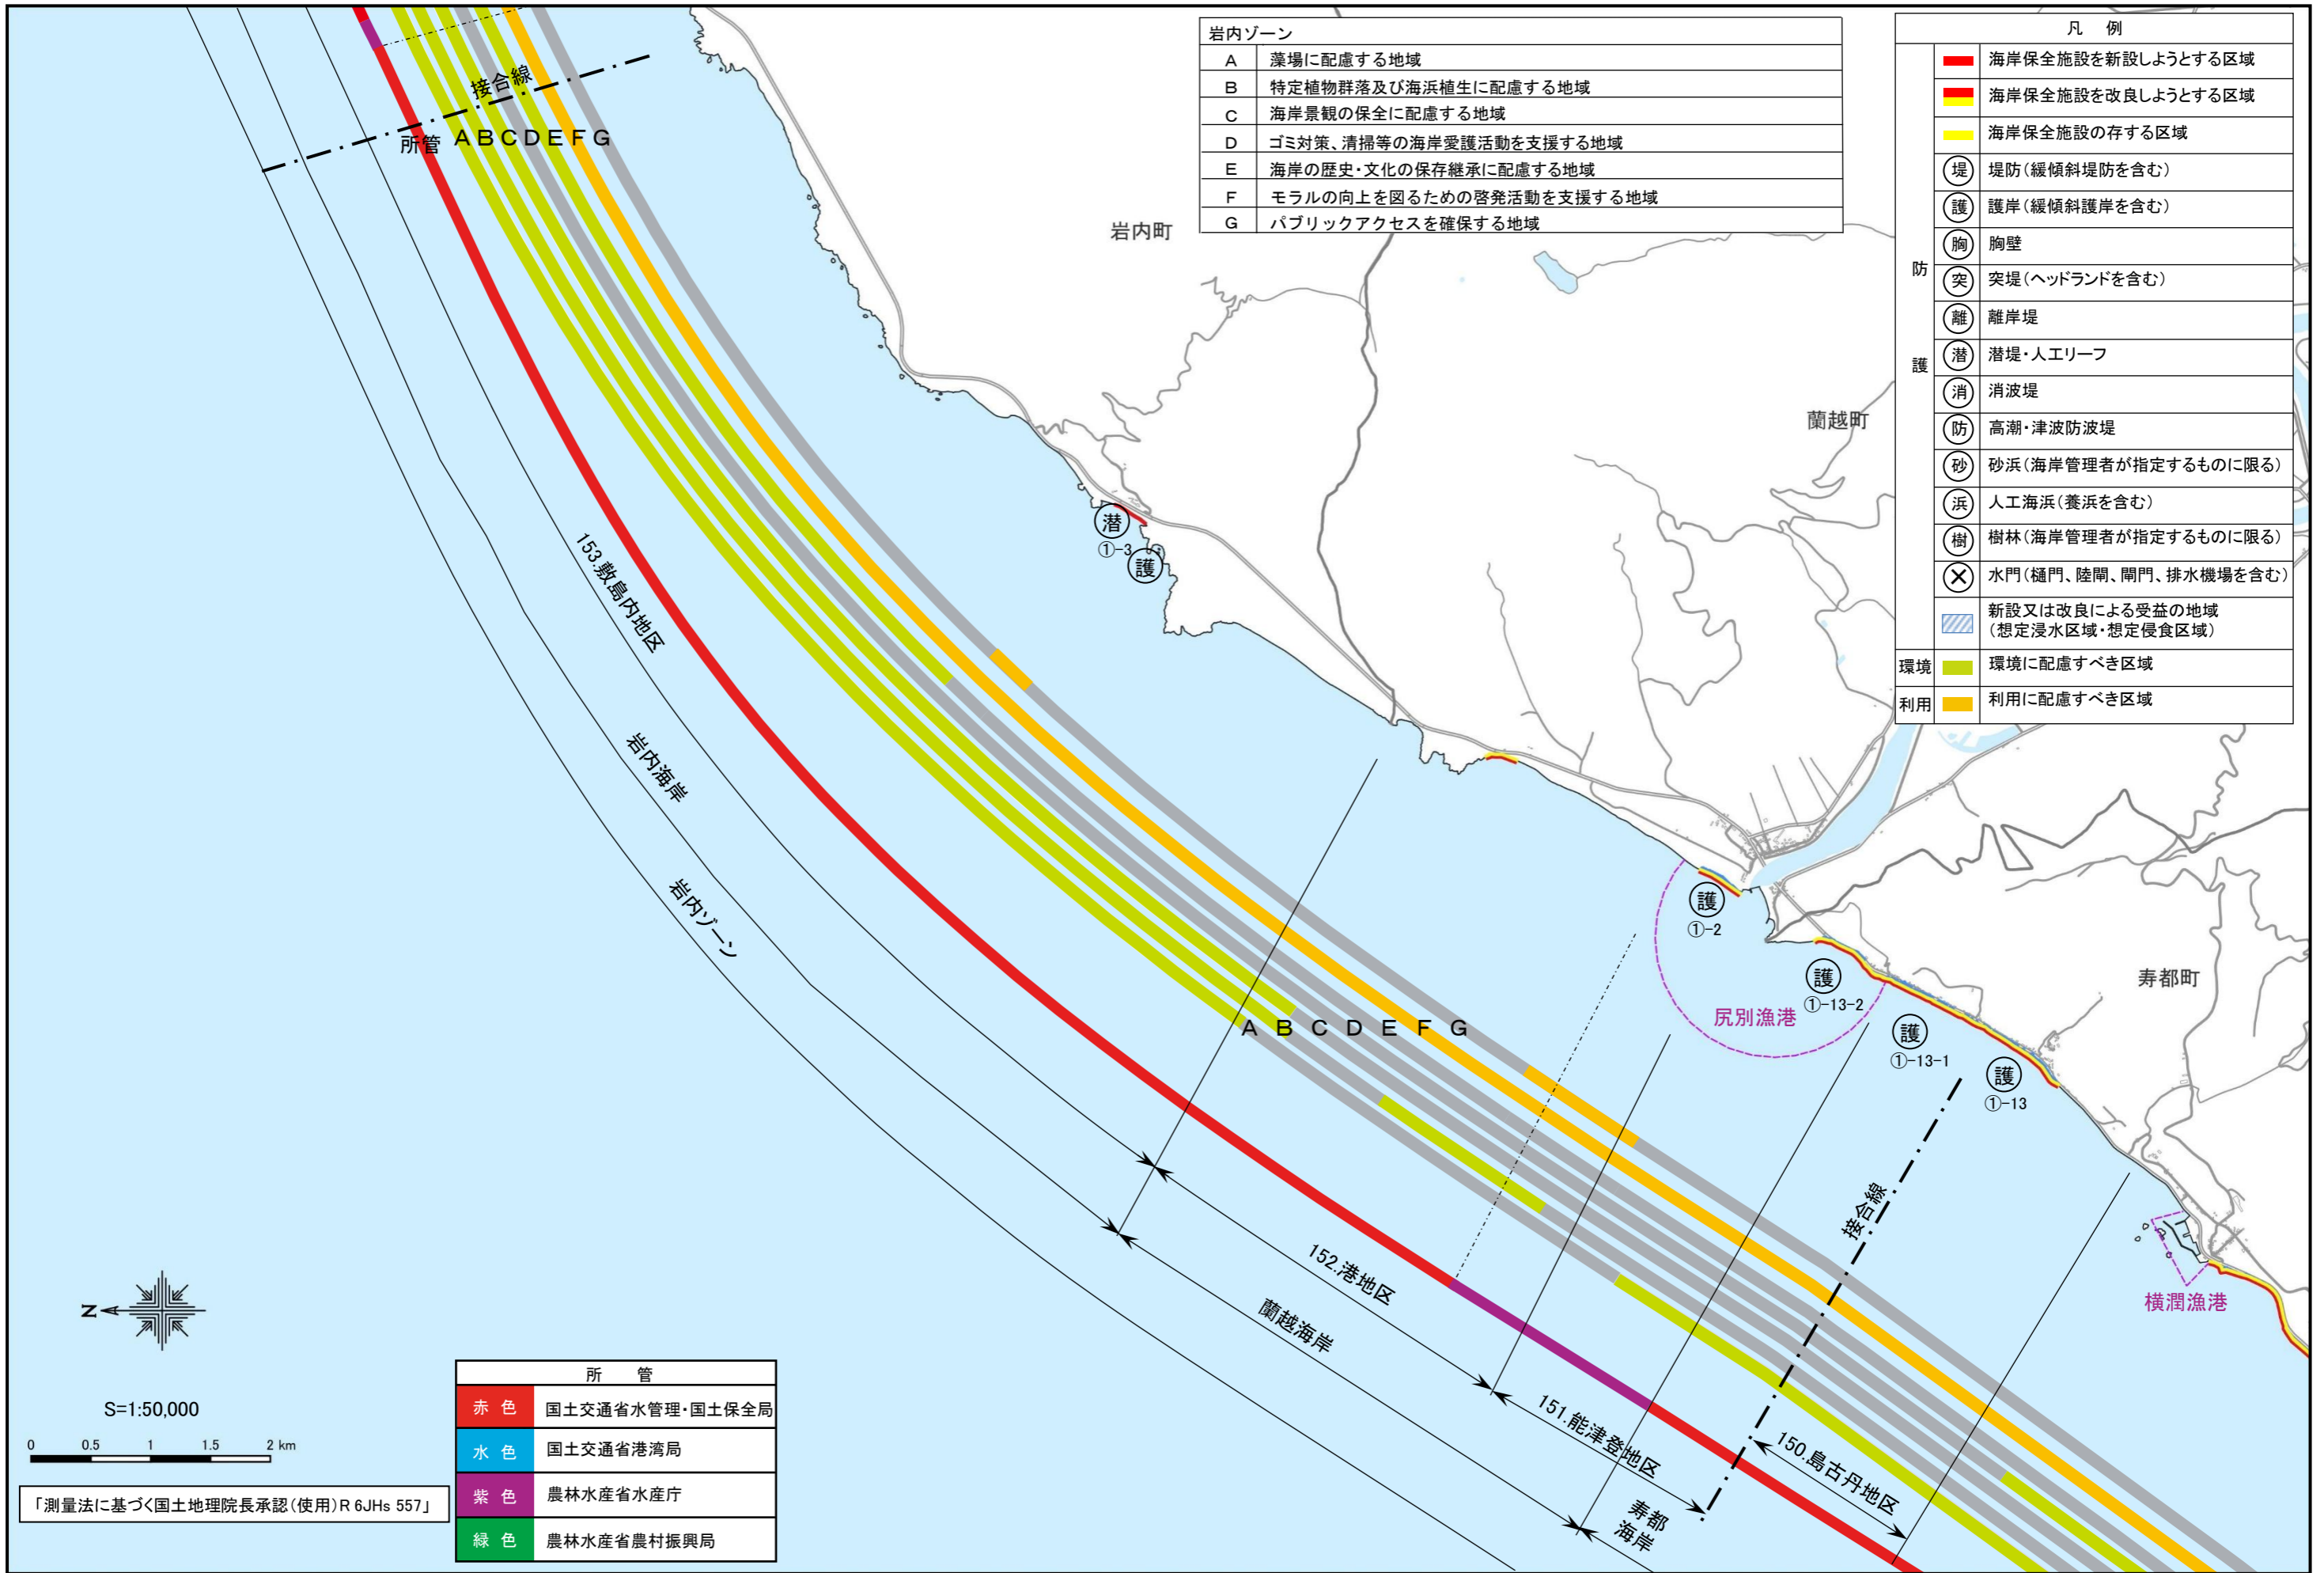 接合線
所管 A B C D E F G
岩内ゾーン
A 藻場に配慮する地域
B 特定植物群落及び海浜植生に配慮する地域
C 海岸景観の保全に配慮する地域
D ゴミ対策、清掃等の海岸愛護活動を支援する地域
E 海岸の歴史・文化の保存継承に配慮する地域
F モラルの向上を図るための啓発活動を支援する地域
G パブリックアクセスを確保する地域
凡 例
防護
海岸保全施設を新設しようとする区域
海岸保全施設を改良しようとする区域
海岸保全施設の存する区域
堤 堤防(緩傾斜堤防を含む)
護 護岸(緩傾斜護岸を含む)
胸 胸壁
突 突堤(ヘッドランドを含む)
離 離岸堤
潜 潜堤・人工リーフ
消 消波堤
防 高潮・津波防波堤
砂 砂浜(海岸管理者が指定するものに限る)
浜 人工海浜(養浜を含む)
樹 樹林(海岸管理者が指定するものに限る)
水門(樋門、陸閘、閘門、排水機場を含む)
新設又は改良による受益の地域
(想定浸水区域・想定侵食区域)
環境 環境に配慮すべき区域
利用 利用に配慮すべき区域
岩内町
蘭越町
寿都町
潜
①-3
護
153.敷島内地区
岩内海岸
岩内ゾーン
護
①-2
護
①-13-2
尻別漁港
護
①-13-1
護
①-13
A B C D E F G
接合線
横澗漁港
152.港地区
蘭越海岸
151.能津登地区
150.島古丹地区
寿都
海岸
N
S=1:50,000
0 0.5 1 1.5 2 km
「測量法に基づく国土地理院長承認(使用)R 6JHs 557」
所 管
赤 色 国土交通省水管理・国土保全局
水 色 国土交通省港湾局
紫 色 農林水産省水産庁
緑 色 農林水産省農村振興局